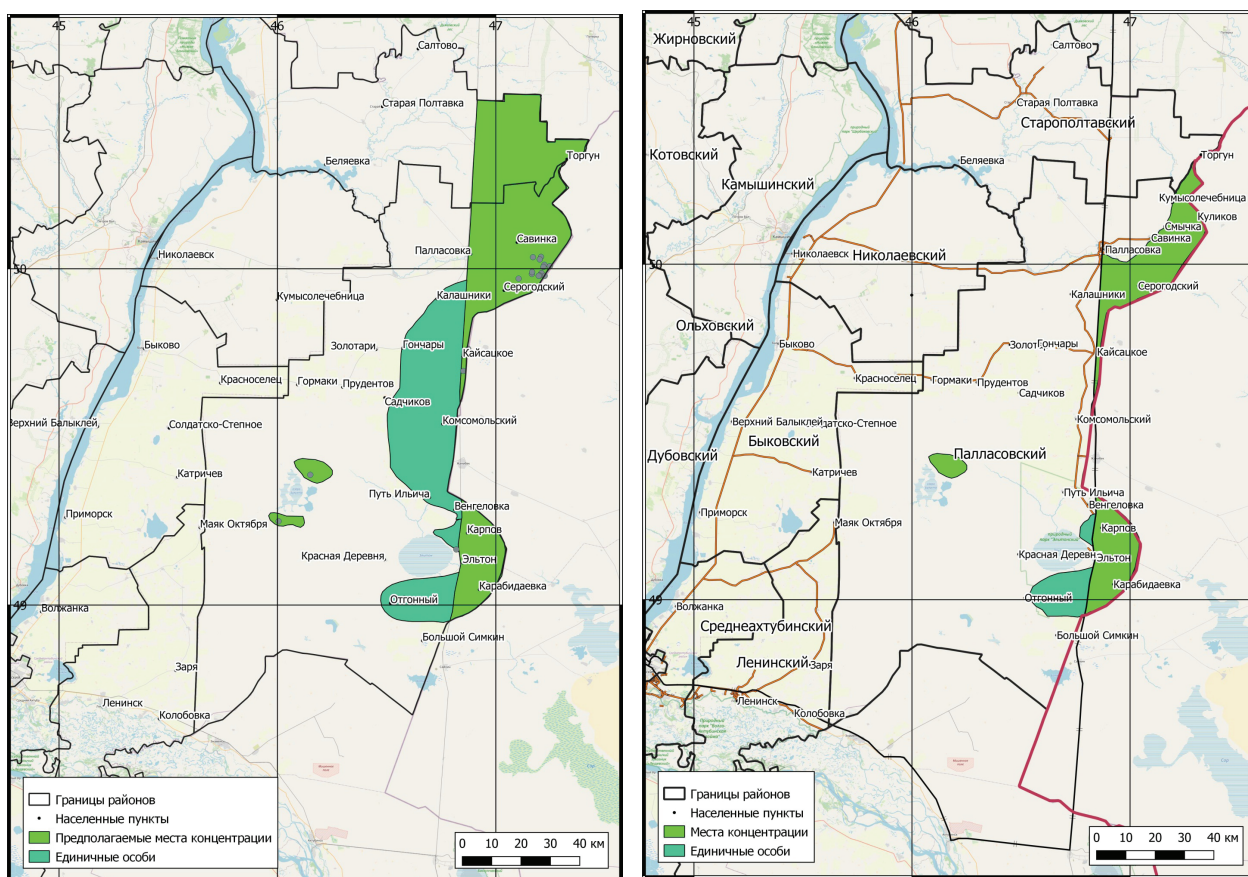 45
46
47
Салтово
Старая Полтавка
Торгун
Беляевка
Савинка
Палласовка
Николаевск
50
Серогодский
Калашники
Кумысолечебница
Быково
Золотари
Гончары
Кайсацкое
Красноселец
Гормаки
Прудентов
Садчиков
Верхний Балыклей
Солдатско-Степное
Комсомольский
Катричев
Путь Ильича
Венгеловка
Приморск
Маяк Октября
Карпов
Красная Деревня
Эльтон
Карабидаевка
Отгонный
49
Волжанка
Большой Симкин
Заря
Ленинск
Колобовка
Границы районов
Населенные пункты
Предполагаемые места концентрации
Единичные особи
0 10 20 30 40 км
45
46
47
Жирновский
Салтово
Старая Полтавка
Старополтавский
Котовский
Торгун
Беляевка
Камышинский
Кумысолечебница
Куликов
Смычка
Савинка
Палласовка
Николаевск
Николаевский
50
Серогодский
Калашники
Ольховский
Быково
Золот
Гончары
Кайсацкое
Красноселец
Гормаки
Прудентов
Садчиков
Комсомольский
Верхний Балыклей
датско-Степное
Быковский
Дубовский
Палласовский
Катричев
Путь Ильича
Венгеловка
Приморск
Маяк Октября
Карпов
Красная Деревн
Эльтон
Карабидаевка
Отгонный
49
Волжанка
Среднеахтубинский
Большой Симкин
Ленинский
Заря
Ленинск
Колобовка
Границы районов
Населенные пункты
Места концентрации
Единичные особи
0 10 20 30 40 км